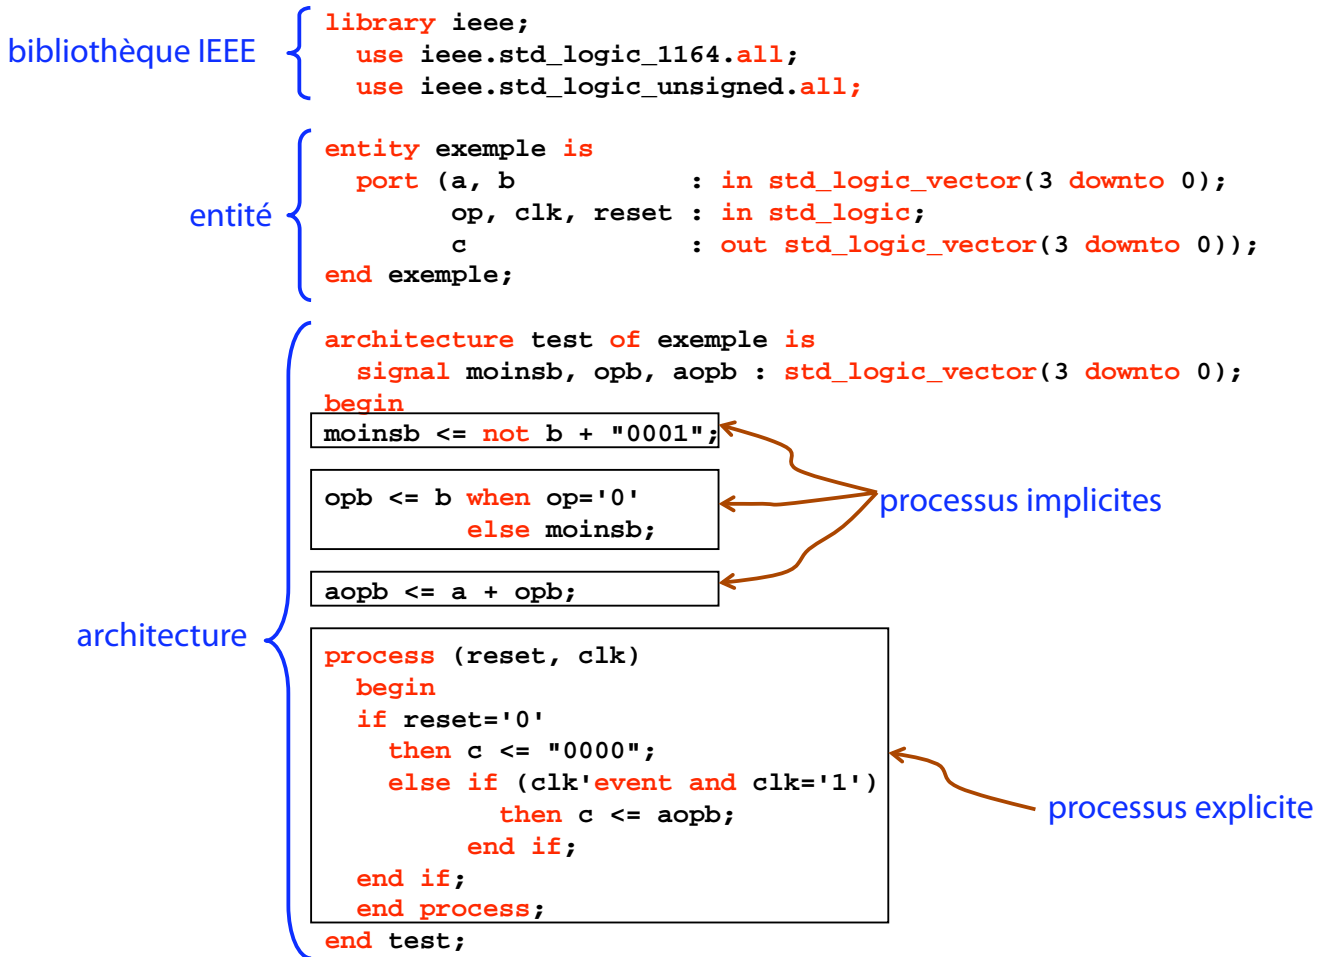 bibliothèque IEEE
library ieee;
use ieee.std_logic_1164.all;
use ieee.std_logic_unsigned.all;
entité
entity exemple is
port (a, b : in std_logic_vector(3 downto 0);
op, clk, reset : in std_logic;
c : out std_logic_vector(3 downto 0));
end exemple;
architecture
architecture test of exemple is
signal moinsb, opb, aopb : std_logic_vector(3 downto 0);
begin
moinsb <= not b + "0001";
opb <= b when op='0'
else moinsb;
aopb <= a + opb;
processus implicites
process (reset, clk)
begin
if reset='0'
then c <= "0000";
else if (clk'event and clk='1')
then c <= aopb;
end if;
end if;
end process;
processus explicite
end test;